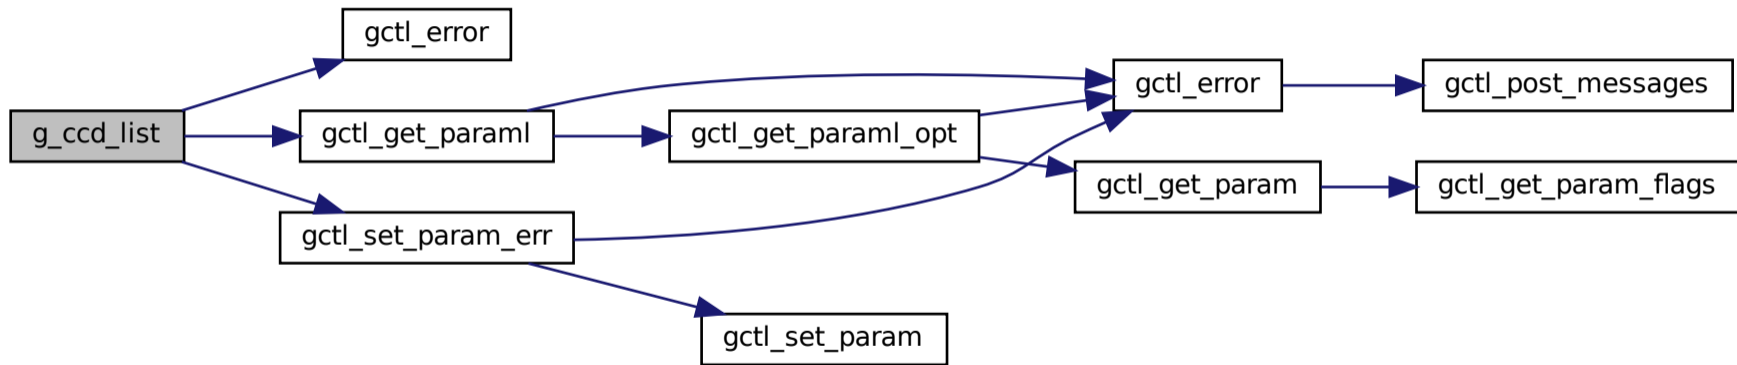 g_ccd_list
gctl_error
gctl_get_paraml
gctl_set_param_err
gctl_get_paraml_opt
gctl_set_param
gctl_error
gctl_get_param
gctl_post_messages
gctl_get_param_flags